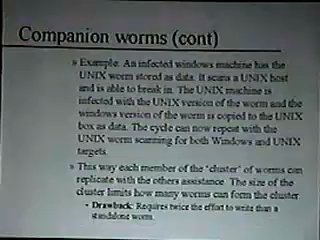 Companion worms (cont)
» Example: An infected windows machine has the
UNIX worm stored as data. It scans a UNIX host
and is able to break in. The UNIX machine is
infected with the UNIX version of the worm and the
windows version of the worm is copied to the UNIX
box as data. The cycle can now repeat with the
UNIX worm scanning for both Windows and UNIX
targets.
» This way each member of the "cluster" of worms can
replicate with the others assistance. The size of the
cluster limits how many worms can form the cluster
• Drawback: Requires twice the effort to write than a
standalone worm.